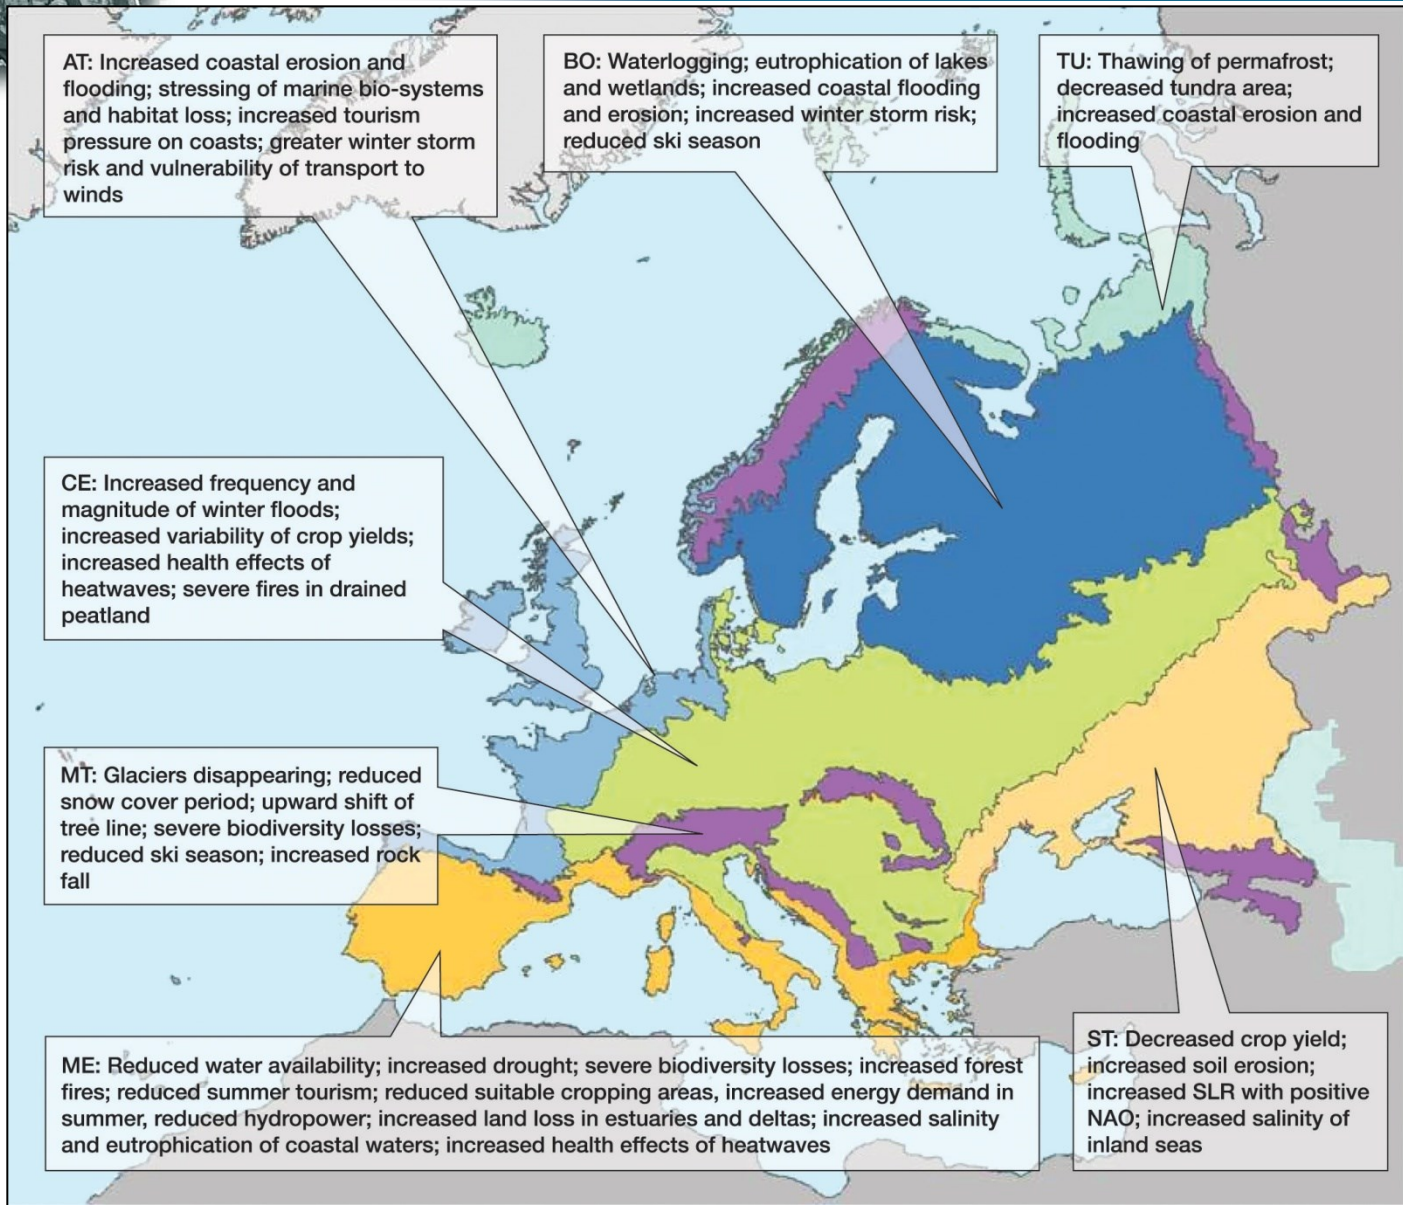 AT: Increased coastal erosion and
flooding; stressing of marine bio-systems
and habitat loss; increased tourism
pressure on coasts; greater winter storm
risk and vulnerability of transport to
winds
BO: Waterlogging; eutrophication of lakes
and wetlands; increased coastal flooding
and erosion; increased winter storm risk;
reduced ski season
TU: Thawing of permafrost;
decreased tundra area;
increased coastal erosion and
flooding
CE: Increased frequency and
magnitude of winter floods;
increased variability of crop yields;
increased health effects of
heatwaves; severe fires in drained
peatland
MT: Glaciers disappearing; reduced
snow cover period; upward shift of
tree line; severe biodiversity losses;
reduced ski season; increased rock
fall
ME: Reduced water availability; increased drought; severe biodiversity losses; increased forest
fires; reduced summer tourism; reduced suitable cropping areas, increased energy demand in
summer, reduced hydropower; increased land loss in estuaries and deltas; increased salinity
and eutrophication of coastal waters; increased health effects of heatwaves
ST: Decreased crop yield;
increased soil erosion;
increased SLR with positive
NAO; increased salinity of
inland seas